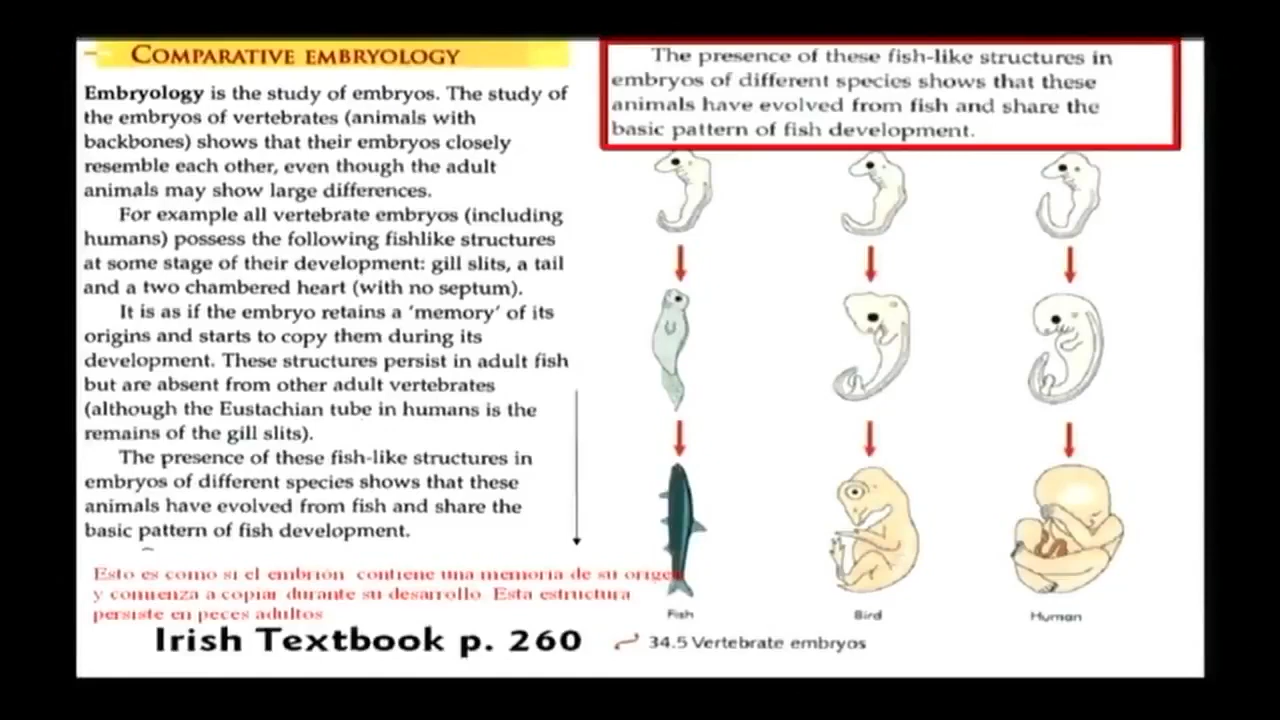 COMPARATIVE EMBRYOLOGY
Embryology is the study of embryos. The study of
the embryos of vertebrates (animals with
backbones) shows that their embryos closely
resemble each other, even though the adult
animals may show large differences.
For example all vertebrate embryos (including
humans) possess the following fishlike structures
at some stage of their development: gill slits, a tail
and a two chambered heart (with no septum).
It is as if the embryo retains a ‘memory’ of its
origins and starts to copy them during its
development. These structures persist in adult fish
but are absent from other adult vertebrates
(although the Eustachian tube in humans is the
remains of the gill slits).
The presence of these fish-like structures in
embryos of different species shows that these
animals have evolved from fish and share the
basic pattern of fish development.
Esto es como si el embrión contiene una memoria de su origen
y comienza a copiar durante su desarrollo Esta estructura
persiste en peces adultos
Irish Textbook p. 260
The presence of these fish-like structures in
embryos of different species shows that these
animals have evolved from fish and share the
basic pattern of fish development.
Fish Bird Human
34.5 Vertebrate embryos